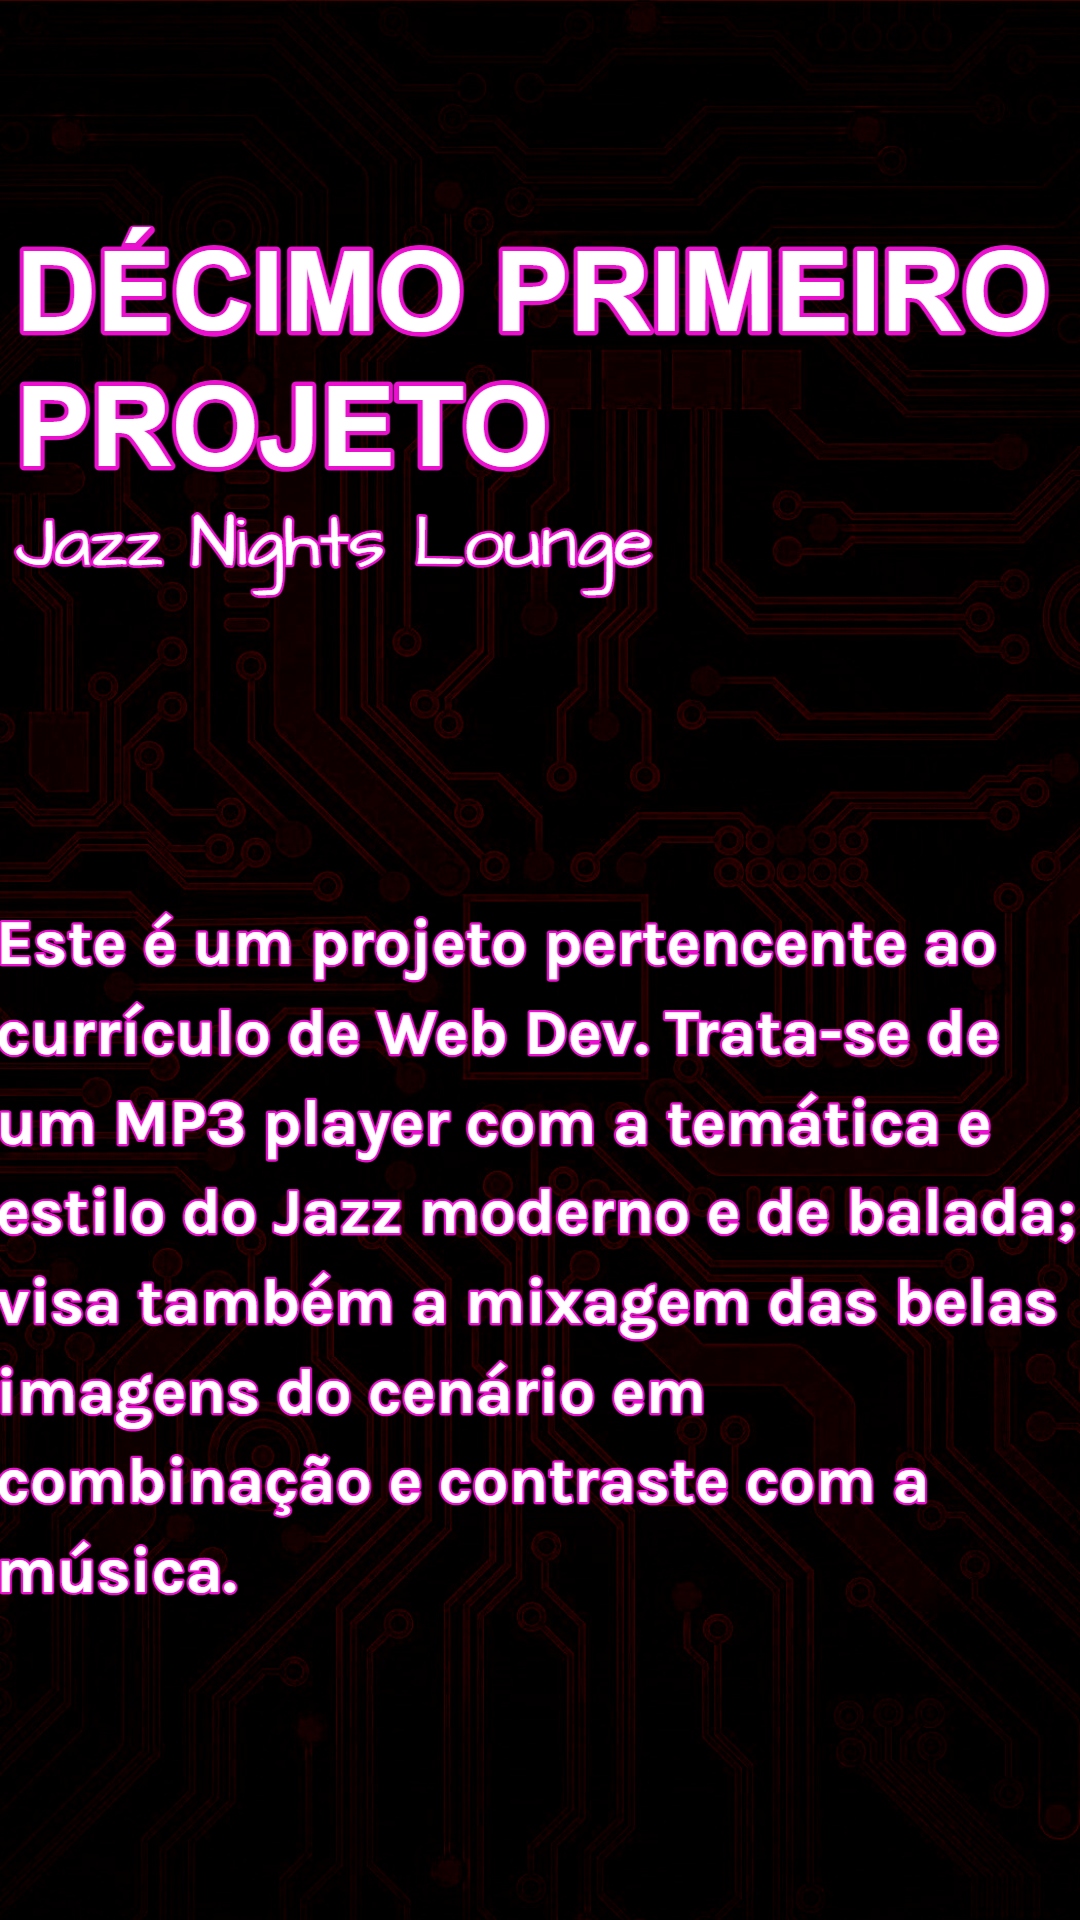 DÉCIMO PRIMEIRO
PROJETO
Jazz Nights Lounge
Este é um projeto pertencente ao
currículo de Web Dev. Trata-se de
um MP3 player com a temática e
estilo do Jazz moderno e de balada;
visa também a mixagem das belas
imagens do cenário em
combinação e contraste com a
música.